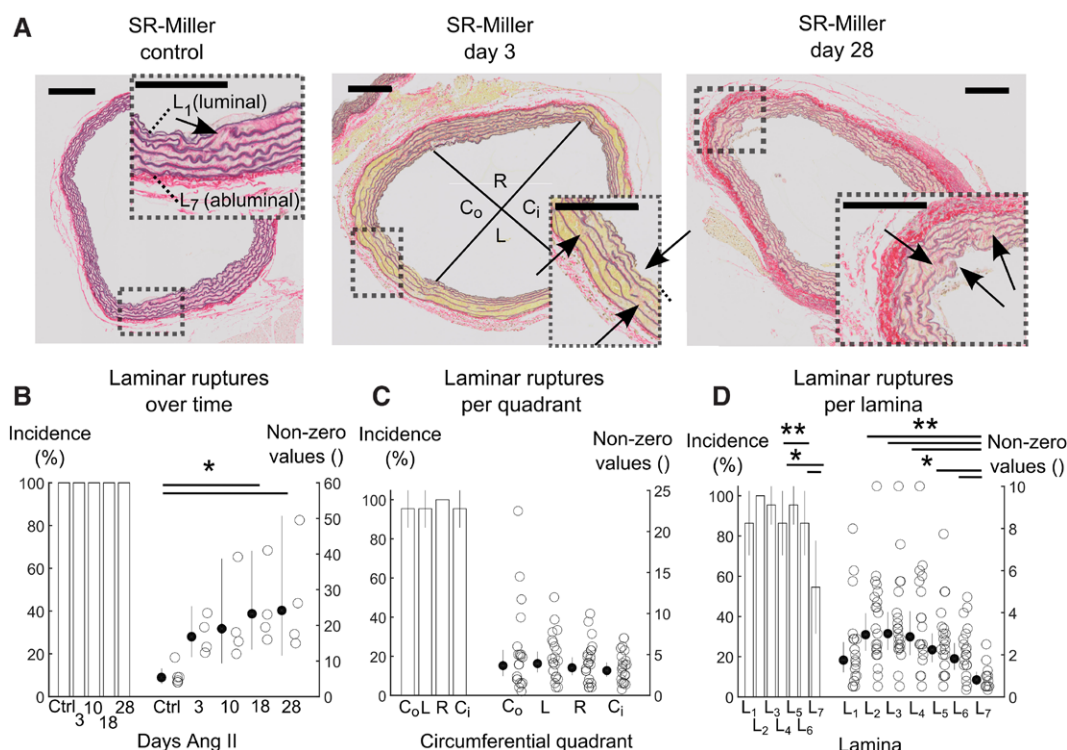 A
SR-Miller
control
SR-Miller
day 3
SR-Miller
day 28
L1(luminal)
L7 (abluminal)
R
Co Ci
L
B
Laminar ruptures
over time
Incidence
(%)
Non-zero
values ()
*
100
80
60
40
20
0
60
50
40
30
20
10
0
Ctrl 10 28
3 18
Ctrl 3 10 18 28
Days Ang II
C
Laminar ruptures
per quadrant
Incidence
(%)
Non-zero
values ()
100
80
60
40
20
0
25
20
15
10
5
0
Co L R Ci
Co L R Ci
Circumferential quadrant
D
Laminar ruptures
per lamina
Incidence
(%)
Non-zero
values ()
**
*
**
*
100
80
60
40
20
0
10
8
6
4
2
0
L1 L3 L5 L7
L2 L4 L6
L1 L2 L3 L4 L5 L6 L7
Lamina